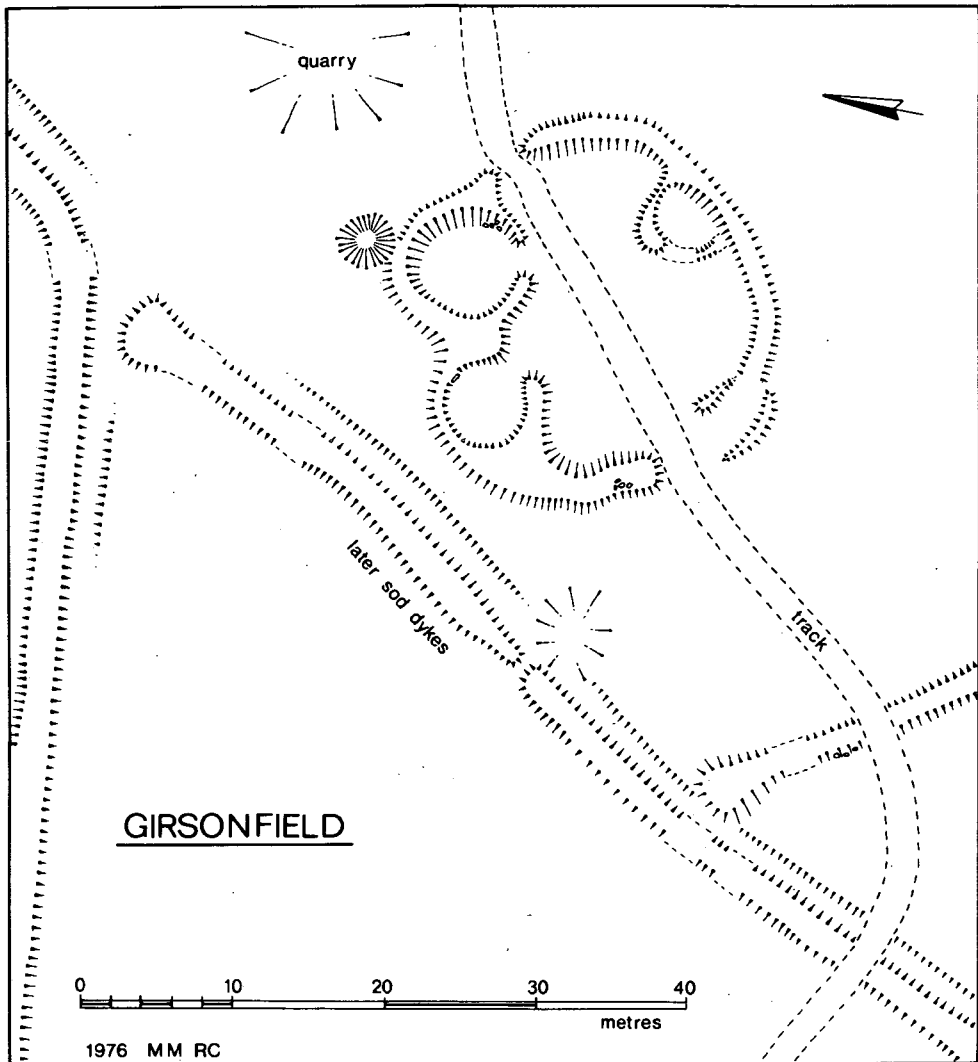 quarry
later sod dykes
track
GIRSONFIELD
0 10 20 30 40
metres
1976 MM RC